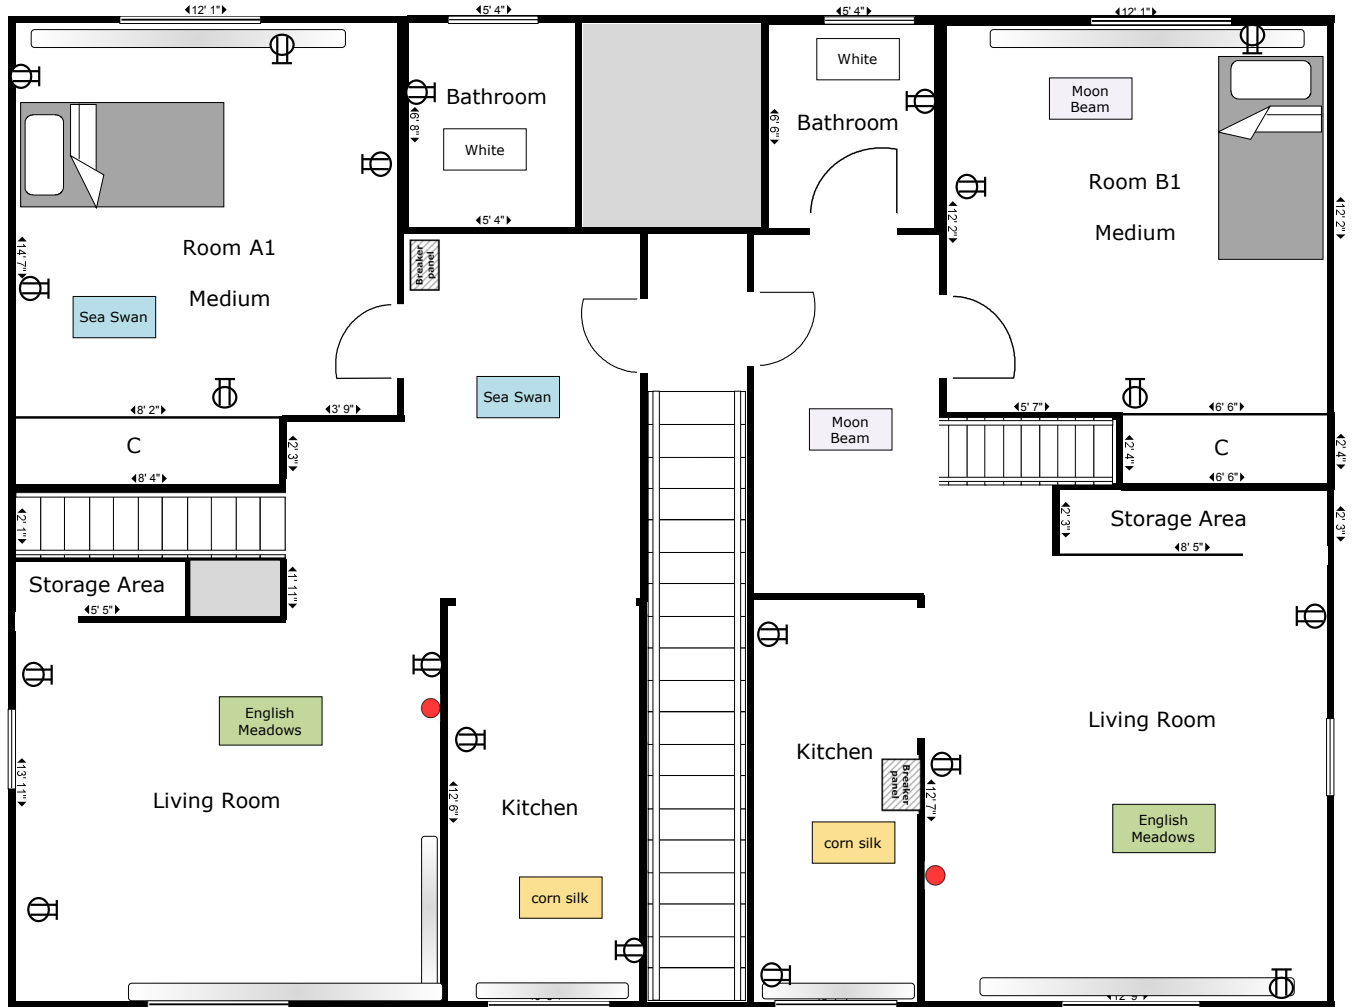 12' 1"
5' 4"
5' 4"
12' 1"
Bathroom
6' 8"
White
5' 4"
White
6' 6"
Bathroom
Moon
Beam
Room B1
Medium
12' 2"
12' 2"
Room A1
Medium
14' 7"
Sea Swan
Breaker
panel
Sea Swan
Moon
Beam
8' 2"
3' 9"
C
2' 3"
8' 4"
5' 7"
6' 6"
2' 4"
C
2' 4"
6' 6"
2' 1"
Storage Area
1' 11"
5' 5"
2' 3"
Storage Area
2' 3"
8' 5"
English
Meadows
Living Room
13' 11"
12' 6"
Kitchen
corn silk
Kitchen
Breaker
panel
12' 7"
corn silk
Living Room
English
Meadows
12' 9"